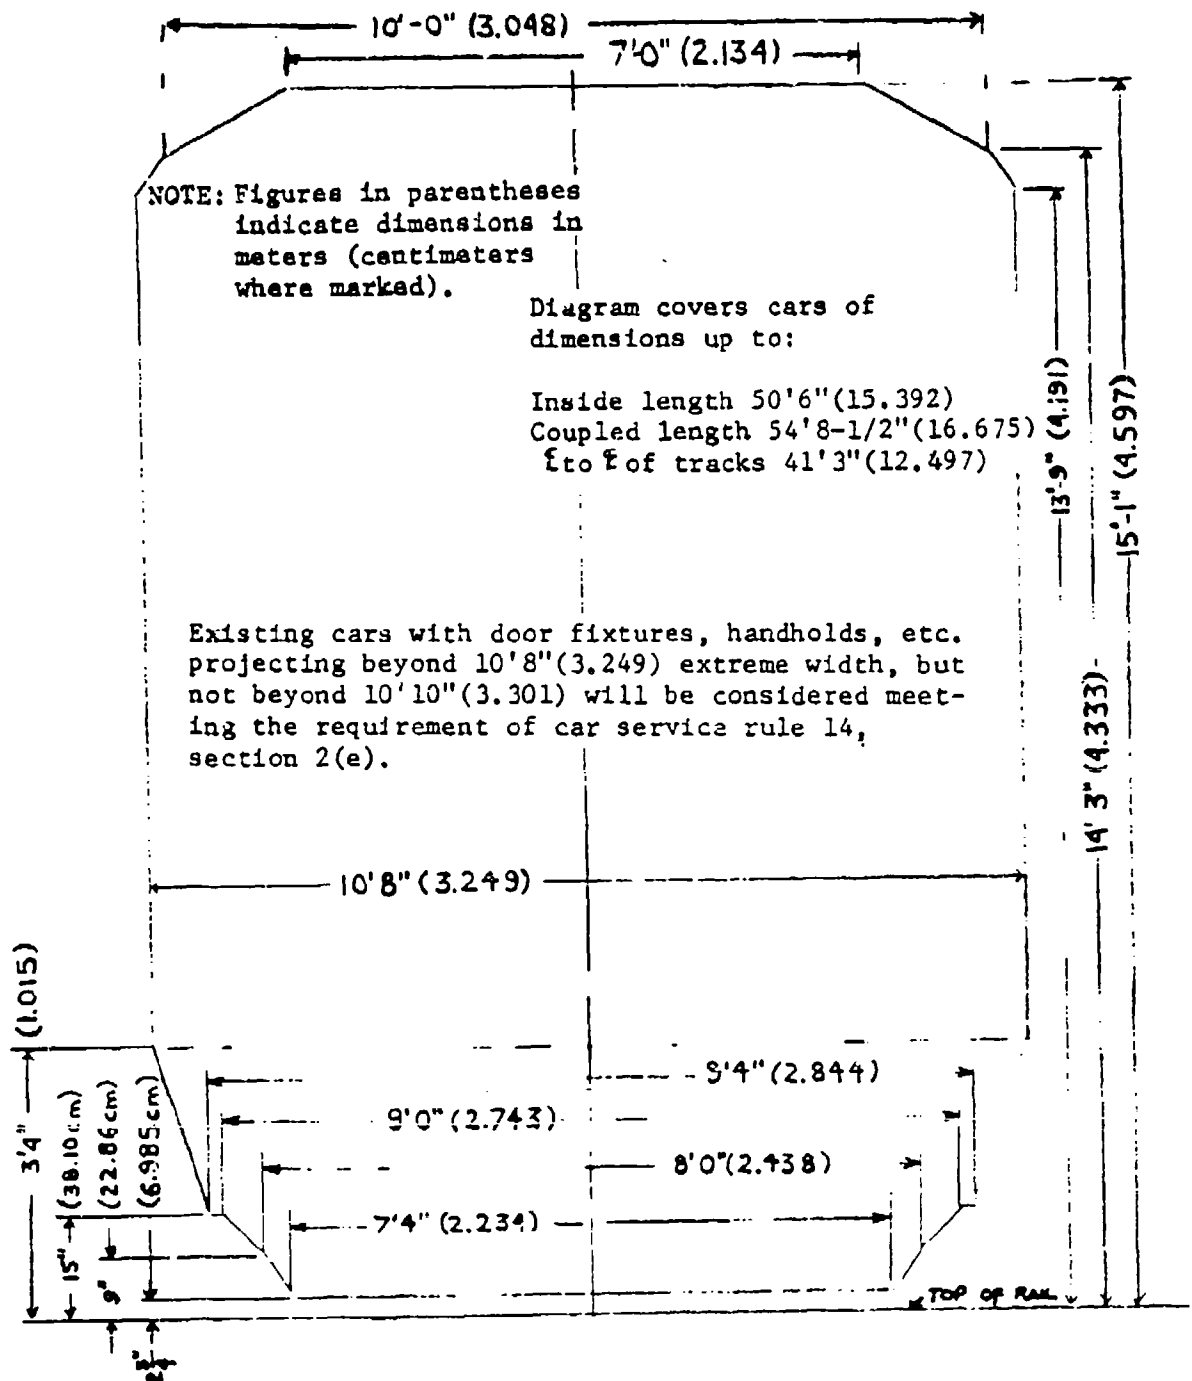 10'-0" (3.048)
7'0" (2.134)
NOTE: Figures in parentheses
indicate dimensions in
meters (centimeters
where marked).
Diagram covers cars of
dimensions up to:
Inside length 50'6"(15.392)
Coupled length 54'8-1/2"(16.675)
℄ to ℄ of tracks 41'3"(12.497)
13'-9" (4.191)
15'-1" (4.597)
14' 3" (4.333)
Existing cars with door fixtures, handholds, etc.
projecting beyond 10'8"(3.249) extreme width, but
not beyond 10'10"(3.301) will be considered meet-
ing the requirement of car service rule 14,
section 2(e).
10'8" (3.249)
(1.015)
3'4"
(38.10 cm)
15"
(22.86 cm)
9"
(6.985 cm)
9'4" (2.844)
9'0" (2.743)
8'0" (2.438)
7'4" (2.234)
TOP OF RAIL